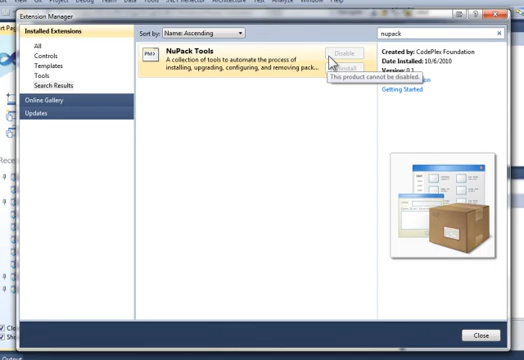 Extension Manager
Installed Extensions
All
Controls
Templates
Tools
Search Results
Online Gallery
Updates
Sort by: Name: Ascending
nupack
PM>
NuPack Tools
A collection of tools to automate the process of
installing, upgrading, configuring, and removing pack...
Disable
This product cannot be disabled.
Created by: CodePlex Foundation
Date Installed: 10/6/2010
Getting Started
Close
Output